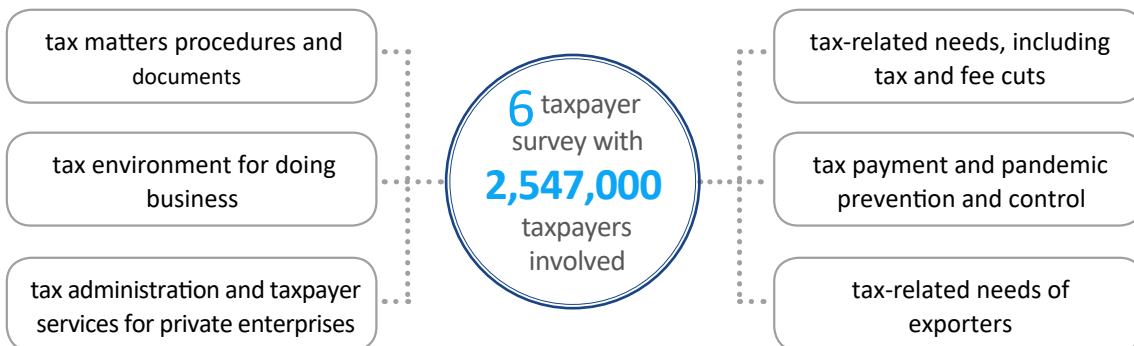 tax matters procedures and
documents
tax environment for doing
business
tax administration and taxpayer
services for private enterprises
6 taxpayer
survey with
2,547,000
taxpayers
involved
tax-related needs, including
tax and fee cuts
tax payment and pandemic
prevention and control
tax-related needs of
exporters